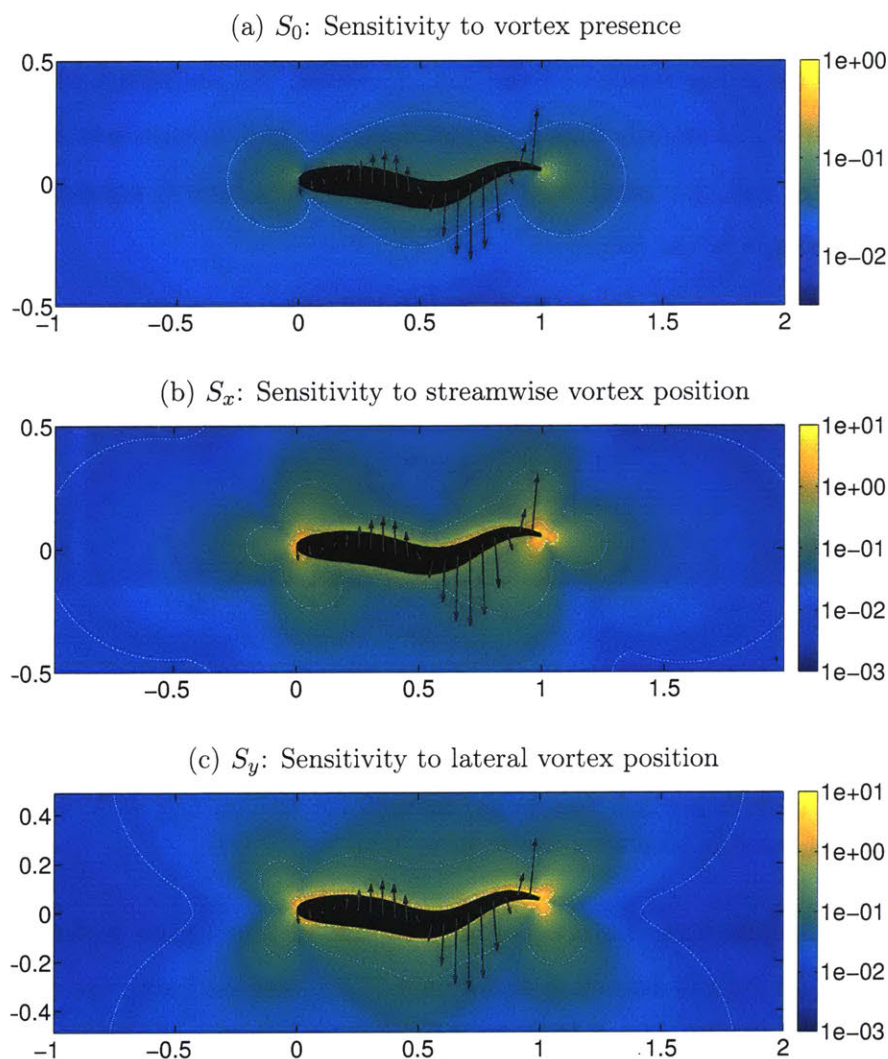 (a) S₀: Sensitivity to vortex presence
0.5
0
-0.5
-1
-0.5
0
0.5
1
1.5
2
1e+00
1e-01
1e-02
(b) Sₓ: Sensitivity to streamwise vortex position
0.5
0
-0.5
-0.5
0
0.5
1
1.5
2
1e+01
1e+00
1e-01
1e-02
1e-03
(c) S_y: Sensitivity to lateral vortex position
0.4
0.2
0
-0.2
-0.4
-1
-0.5
0
0.5
1
1.5
2
1e+01
1e+00
1e-01
1e-02
1e-03